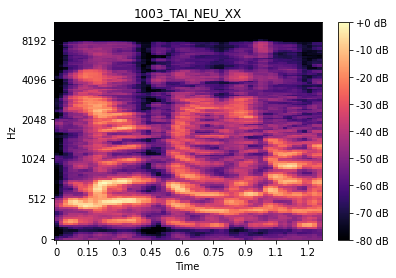 1003_TAI_NEU_XX
8192
4096
2048
1024
512
0
Hz
0 0.15 0.3 0.45 0.6 0.75 0.9 1.1 1.2
Time
+0 dB
-10 dB
-20 dB
-30 dB
-40 dB
-50 dB
-60 dB
-70 dB
-80 dB